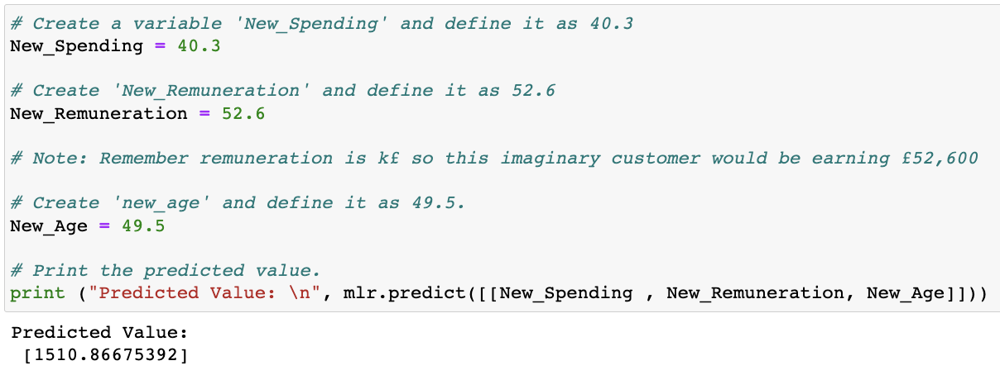 # Create a variable 'New_Spending' and define it as 40.3
New_Spending = 40.3
# Create 'New_Remuneration' and define it as 52.6
New_Remuneration = 52.6
# Note: Remember remuneration is k£ so this imaginary customer would be earning £52,600
# Create 'new_age' and define it as 49.5.
New_Age = 49.5
# Print the predicted value.
print ("Predicted Value: \n", mlr.predict([[New_Spending , New_Remuneration, New_Age]]))
Predicted Value:
[1510.86675392]